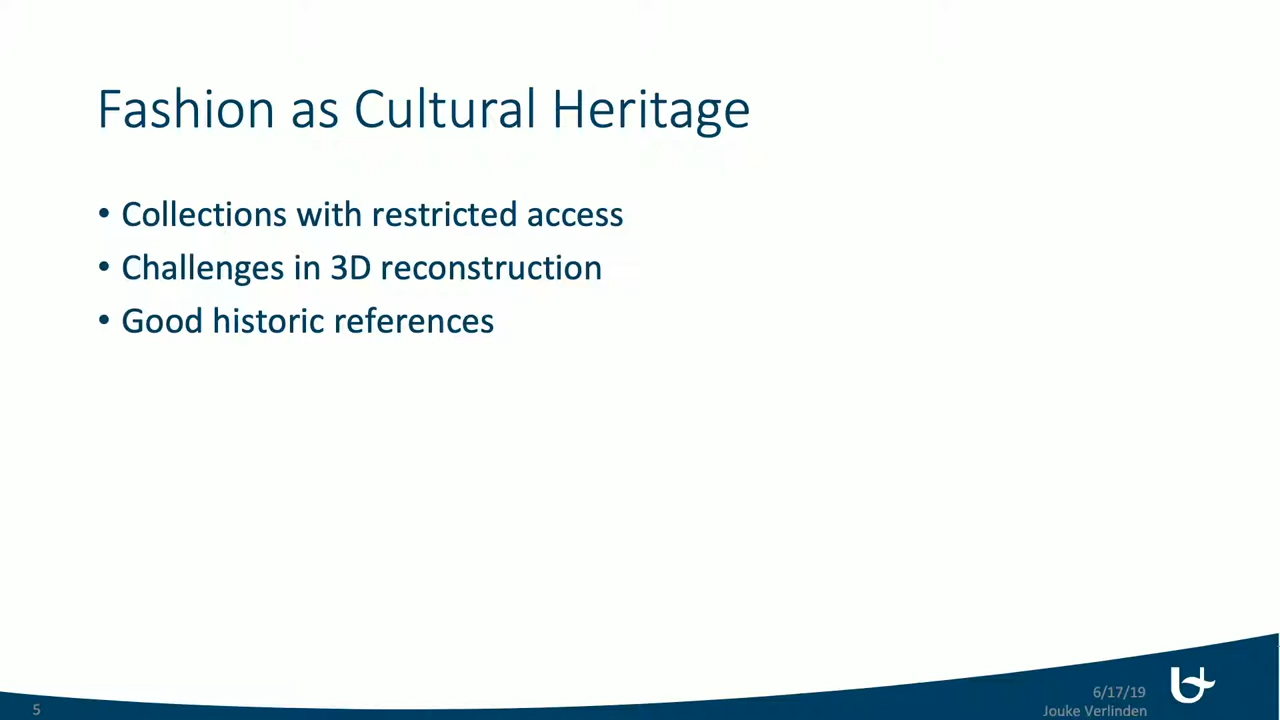 Fashion as Cultural Heritage
• Collections with restricted access
• Challenges in 3D reconstruction
• Good historic references
6/17/19
Jouke Verlinden
5